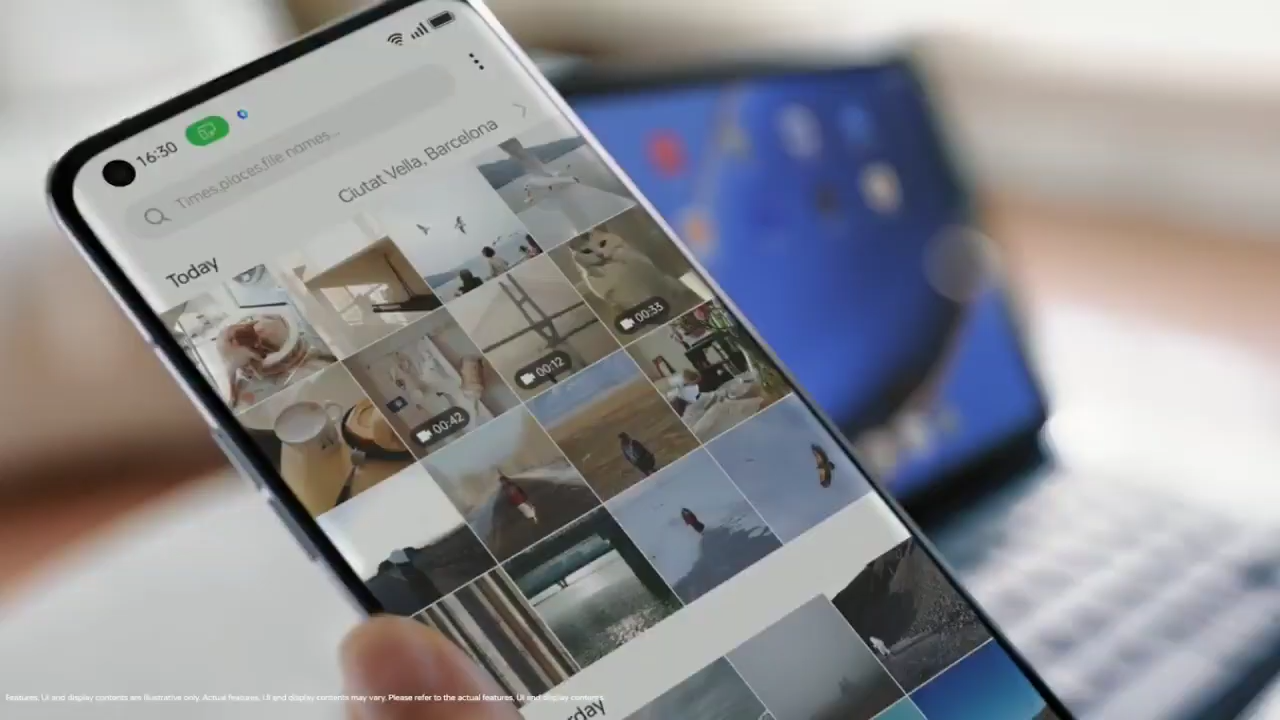 16:30
Times,places,file names...
Ciutat Vella, Barcelona
Today
00:33
00:12
00:42
rday
Features, UI and display contents are illustrative only. Actual features, UI and display contents may vary. Please refer to the actual features, UI and display contents.